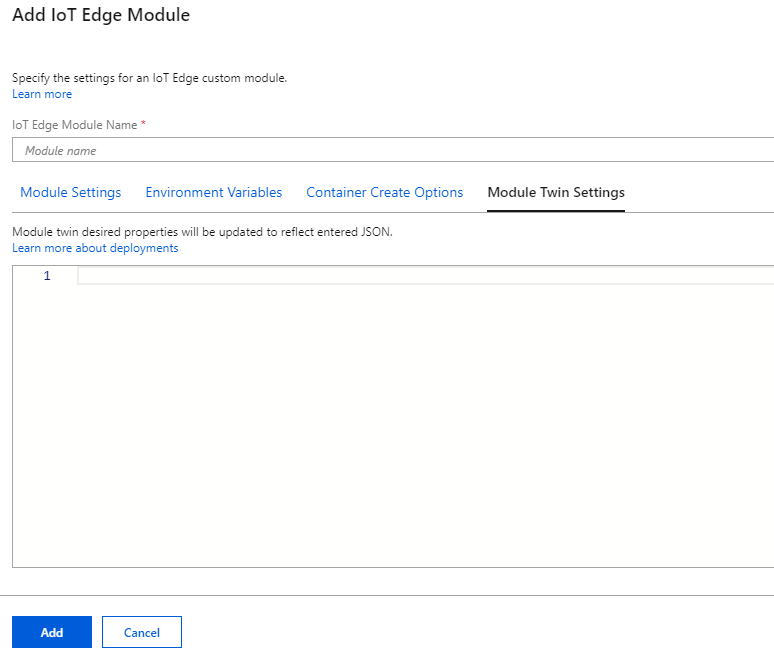 Add IoT Edge Module
Specify the settings for an IoT Edge custom module.
Learn more
IoT Edge Module Name *
Module name
Module Settings Environment Variables Container Create Options Module Twin Settings
Module twin desired properties will be updated to reflect entered JSON.
Learn more about deployments
1
Add Cancel